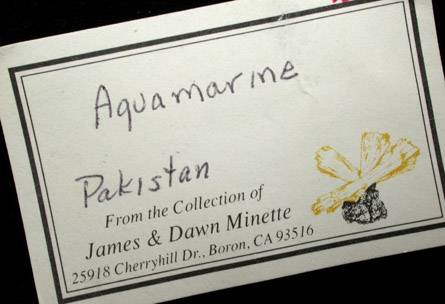 Aquamarine
Pakistan
From the Collection of
James & Dawn Minette
25918 Cherryhill Dr., Boron, CA 93516